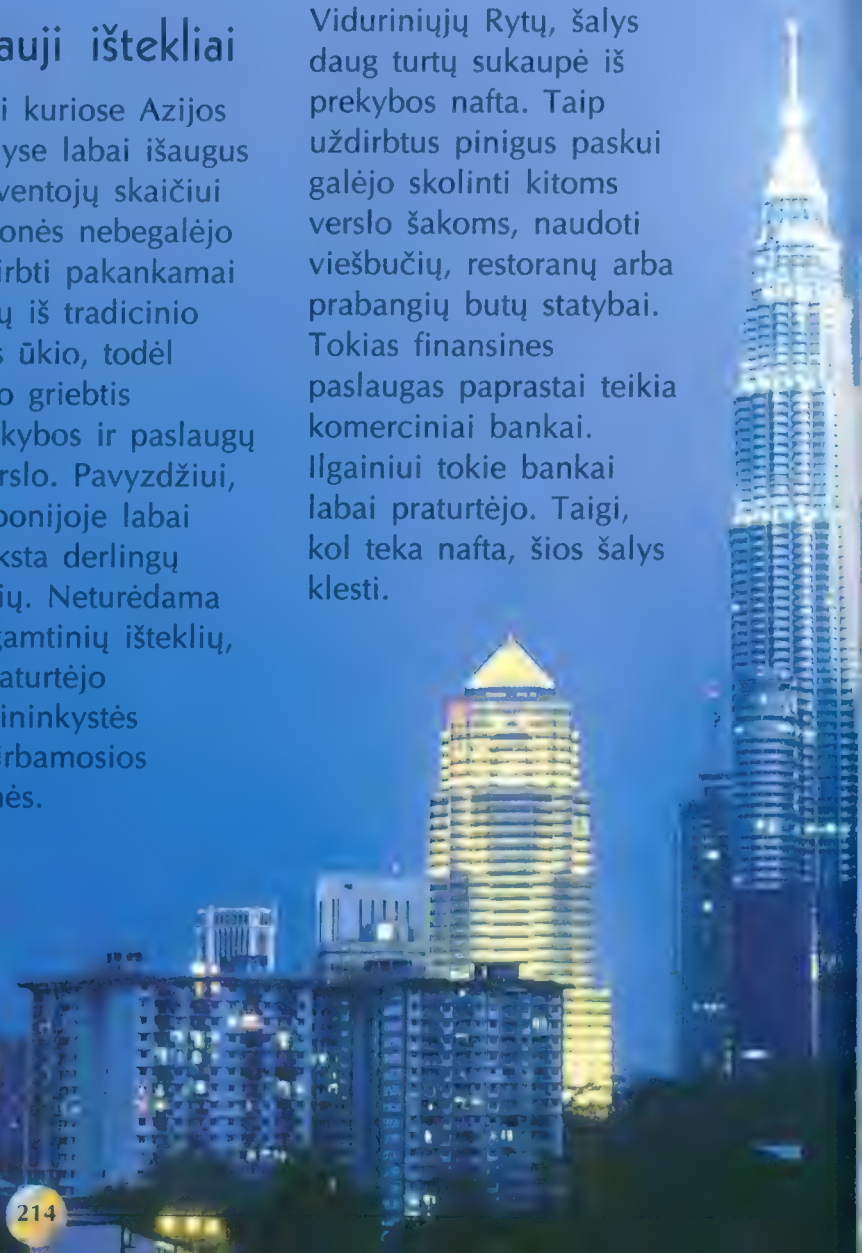 auji ištekliai
i kuriose Azijos
yse labai išaugus
ventojų skaičiui
onės nebegalėjo
irbti pakankamai
ų iš tradicinio
s ūkio, todėl
o griebtis
kybos ir paslaugų
rslo. Pavyzdžiui,
ponijoje labai
ksta derlingų
ių. Neturėdama
gamtinių išteklių,
aturtėjo
ininkystės
irbamosios
nės.
Viduriniųjų Rytų, šalys
daug turtų sukaupė iš
prekybos nafta. Taip
uždirbtus pinigus paskui
galėjo skolinti kitoms
verslo šakoms, naudoti
viešbučių, restoranų arba
prabangių butų statybai.
Tokias finansines
paslaugas paprastai teikia
komerciniai bankai.
Ilgainiui tokie bankai
labai praturtėjo. Taigi,
kol teka nafta, šios šalys
klesti.
214